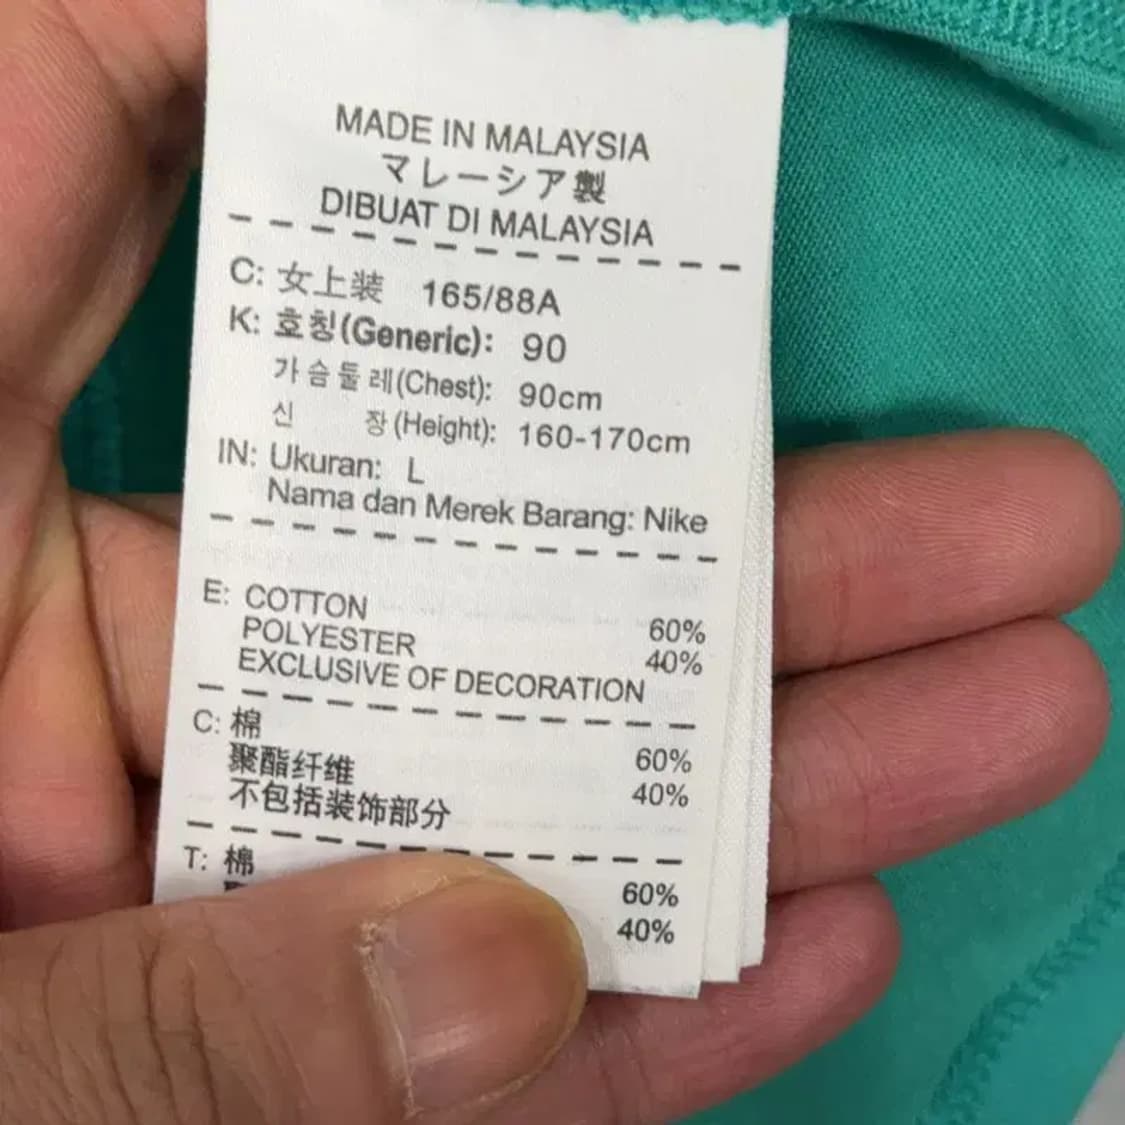 MADE IN MALAYSIA
マレーシア製
DIBUAT DI MALAYSIA
C: 女上装 165/88A
K: 호칭(Generic): 90
가슴둘레(Chest): 90cm
신 장(Height): 160-170cm
IN: Ukuran: L
Nama dan Merek Barang: Nike
E: COTTON 60%
POLYESTER 40%
EXCLUSIVE OF DECORATION
C: 棉 60%
聚酯纤维 40%
不包括装饰部分
T: 棉 60%
40%